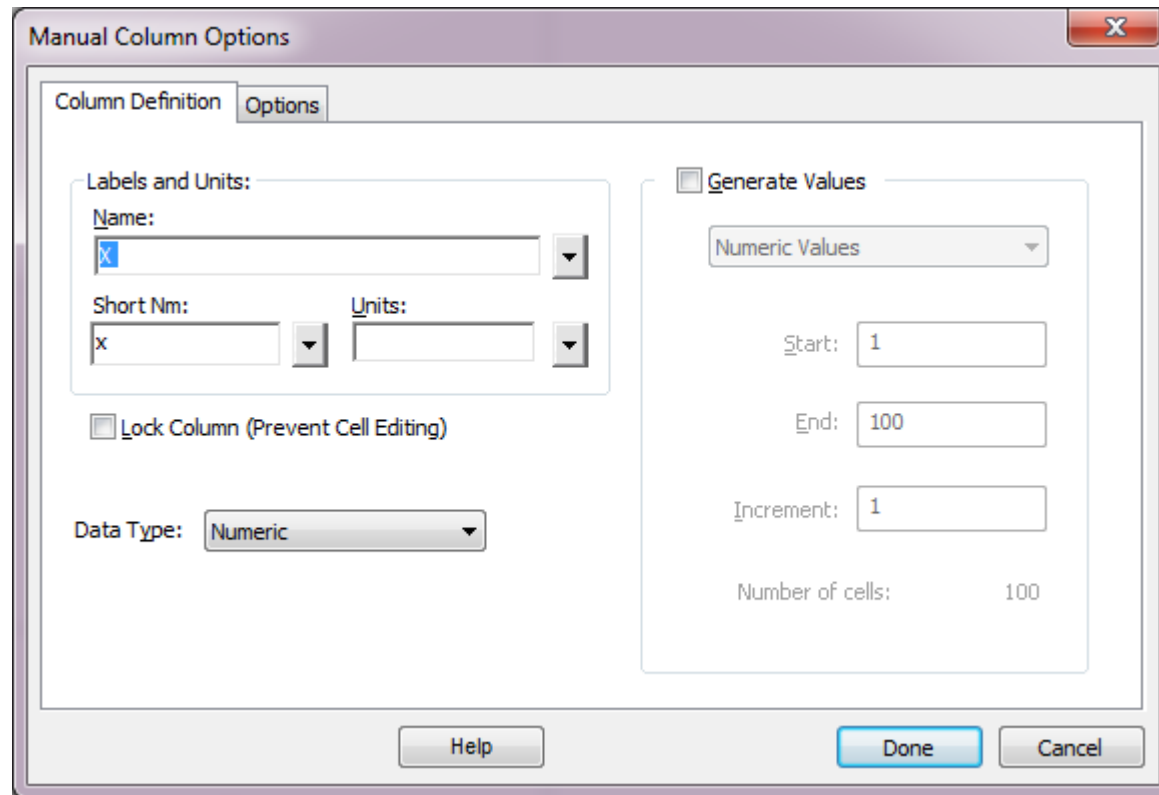 Manual Column Options
Column Definition
Options
Labels and Units:
Name:
X
Short Nm:
Units:
x
Lock Column (Prevent Cell Editing)
Data Type:
Numeric
Generate Values
Numeric Values
Start:
1
End:
100
Increment:
1
Number of cells:
100
Help
Done
Cancel